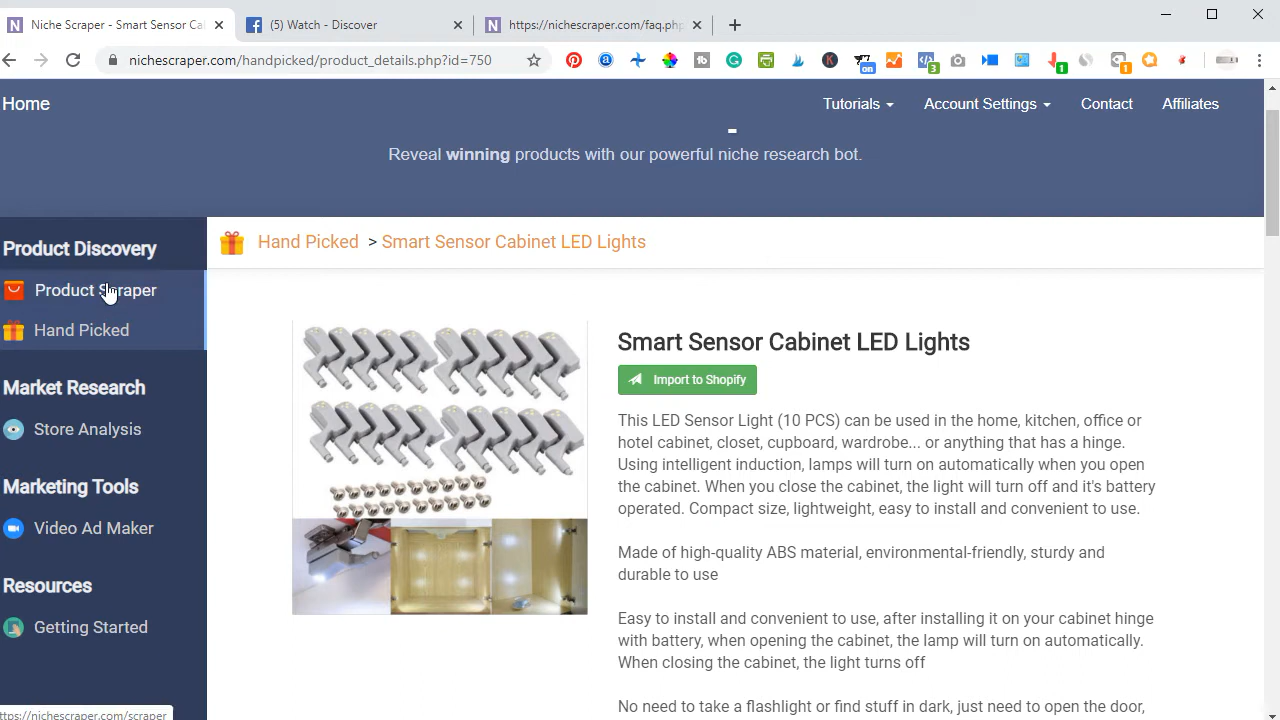 Niche Scraper - Smart Sensor Cal
(5) Watch - Discover
https://nichescraper.com/faq.php
nichescraper.com/handpicked/product_details.php?id=750
on
3
1
1
Home
Tutorials
Account Settings
Contact
Affiliates
Reveal winning products with our powerful niche research bot.
Product Discovery
Product Scraper
Hand Picked
Market Research
Store Analysis
Marketing Tools
Video Ad Maker
Resources
Getting Started
Hand Picked > Smart Sensor Cabinet LED Lights
Smart Sensor Cabinet LED Lights
Import to Shopify
This LED Sensor Light (10 PCS) can be used in the home, kitchen, office or
hotel cabinet, closet, cupboard, wardrobe... or anything that has a hinge.
Using intelligent induction, lamps will turn on automatically when you open
the cabinet. When you close the cabinet, the light will turn off and it's battery
operated. Compact size, lightweight, easy to install and convenient to use.
Made of high-quality ABS material, environmental-friendly, sturdy and
durable to use
Easy to install and convenient to use, after installing it on your cabinet hinge
with battery, when opening the cabinet, the lamp will turn on automatically.
When closing the cabinet, the light turns off
No need to take a flashlight or find stuff in dark, just need to open the door,
ttps://nichescraper.com/scraper